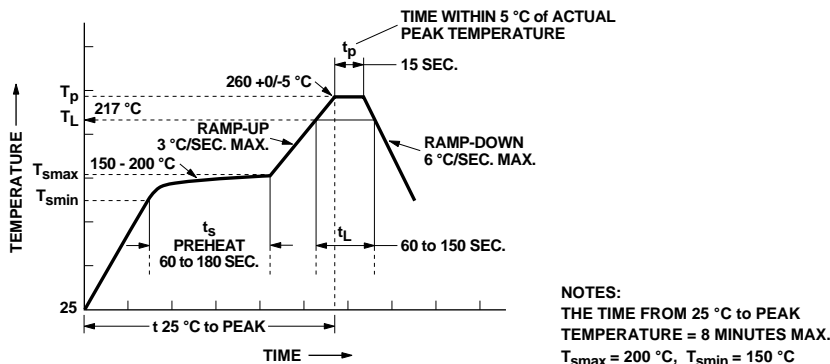 TIME WITHIN 5 °C of ACTUAL
PEAK TEMPERATURE
tp
15 SEC.
260 +0/-5 °C
Tp
217 °C
TL
RAMP-UP
3 °C/SEC. MAX.
RAMP-DOWN
6 °C/SEC. MAX.
150 - 200 °C
Tsmax
Tsmin
TEMPERATURE
ts
PREHEAT
60 to 180 SEC.
tL
60 to 150 SEC.
25
t 25 °C to PEAK
TIME
NOTES:
THE TIME FROM 25 °C to PEAK
TEMPERATURE = 8 MINUTES MAX.
Tsmax = 200 °C, Tsmin = 150 °C